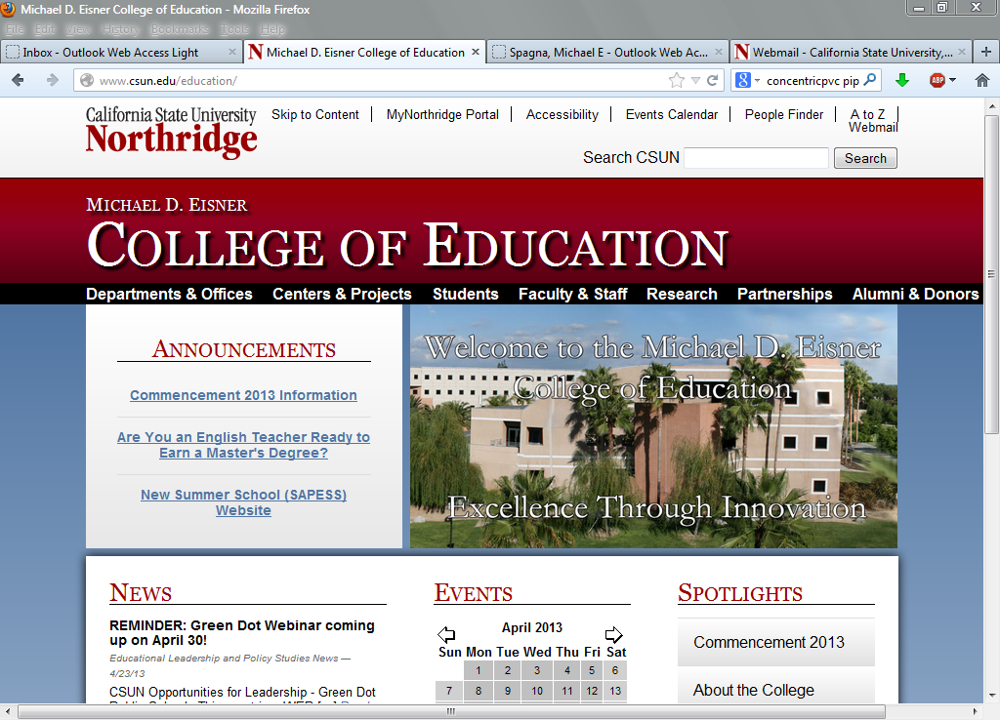 Michael D. Eisner College of Education - Mozilla Firefox
File Edit View History Bookmarks Tools Help
Inbox - Outlook Web Access Light
Michael D. Eisner College of Education
Spagna, Michael E - Outlook Web Ac...
Webmail - California State University,...
www.csun.edu/education/
concentricpvc pip
ABP
California State University
Northridge
Skip to Content
MyNorthridge Portal
Accessibility
Events Calendar
People Finder
A to Z
Webmail
Search CSUN
Search
Michael D. Eisner
College of Education
Departments & Offices Centers & Projects Students Faculty & Staff Research Partnerships Alumni & Donors
Announcements
Commencement 2013 Information
Are You an English Teacher Ready to
Earn a Master's Degree?
New Summer School (SAPESS)
Website
Welcome to the Michael D. Eisner
College of Education
Excellence Through Innovation
News
REMINDER: Green Dot Webinar coming
up on April 30!
Educational Leadership and Policy Studies News —
4/23/13
CSUN Opportunities for Leadership - Green Dot
Events
April 2013
Sun Mon Tue Wed Thu Fri Sat
1 2 3 4 5 6
7 8 9 10 11 12 13
Spotlights
Commencement 2013
About the College